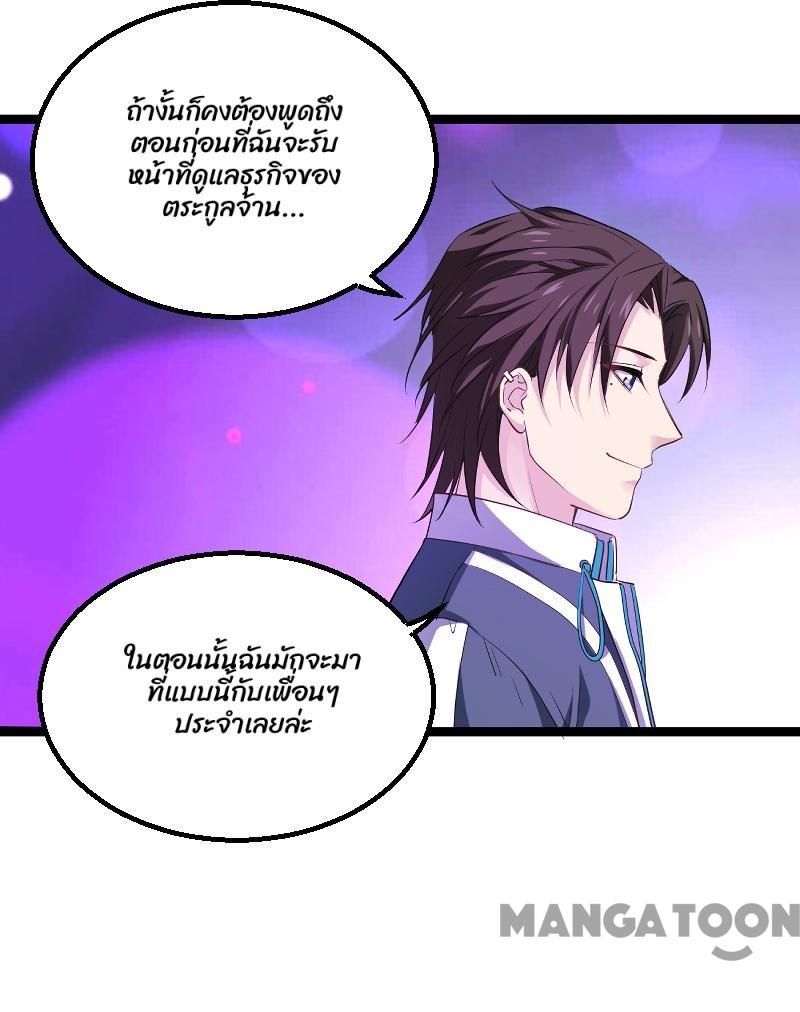 ถ้างั้นก็คงต้องพูดถึง
ตอนก่อนที่ฉันจะรับ
หน้าที่ดูแลธุรกิจของ
ตระกูลจ้าน...
ในตอนนั้นฉันมักจะมา
ที่แบบนี้กับเพื่อนๆ
ประจำเลยล่ะ
MANGATOON